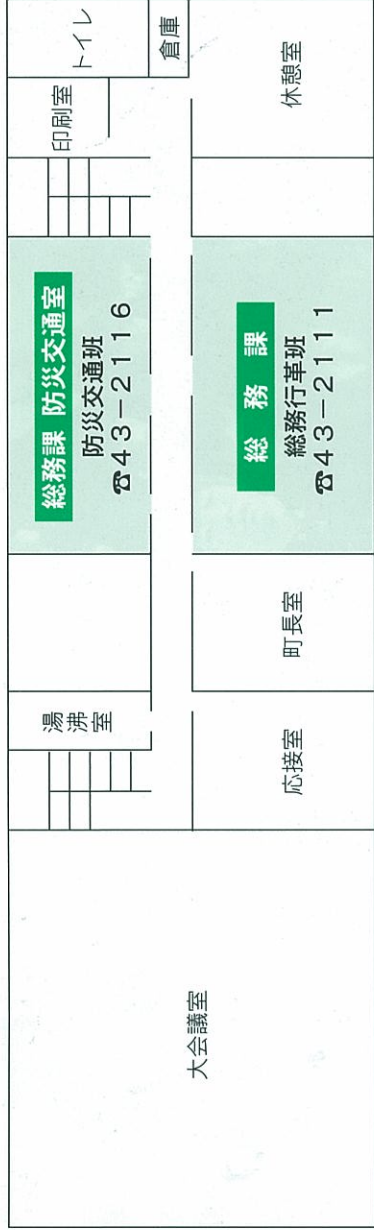 トイレ
倉庫
印刷室
休憩室
総務課 防災交通室
防災交通班
☎43-2116
総務課
総務行革班
☎43-2111
町長室
湯沸室
応接室
大会議室